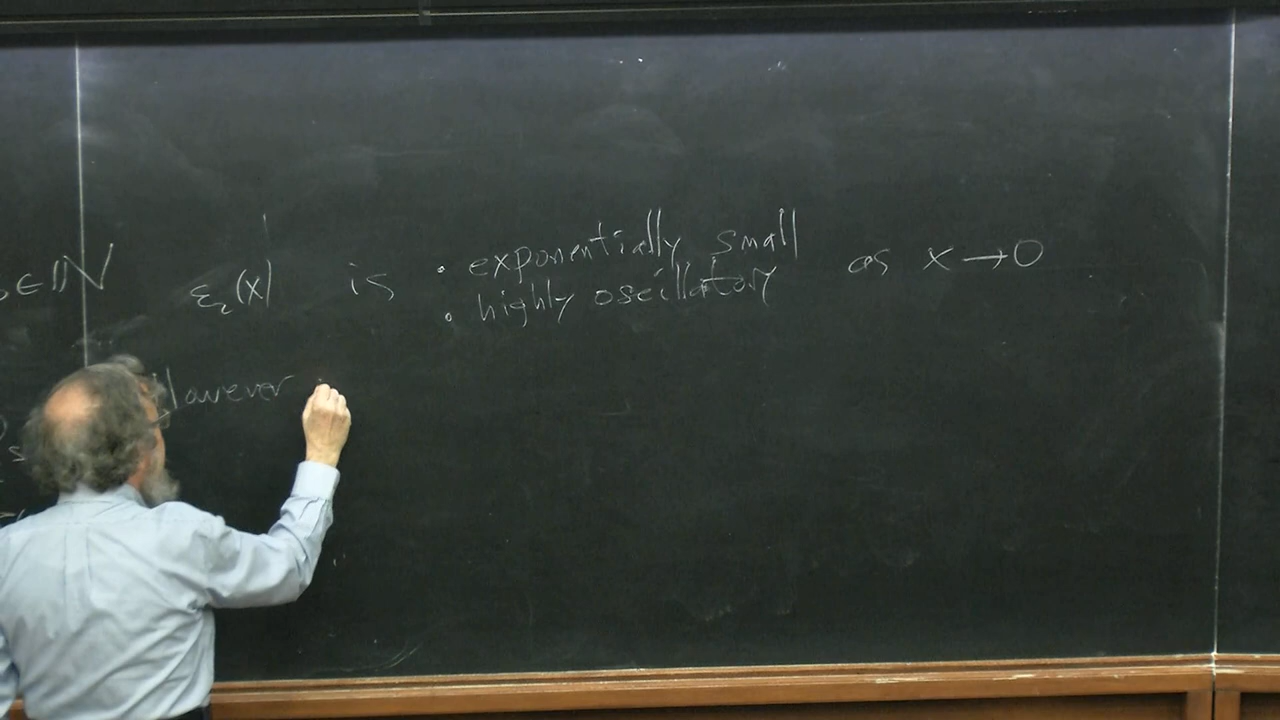 ∈ ℕ
ε₂(x) is • exponentially small as x → 0
• highly oscillatory
However